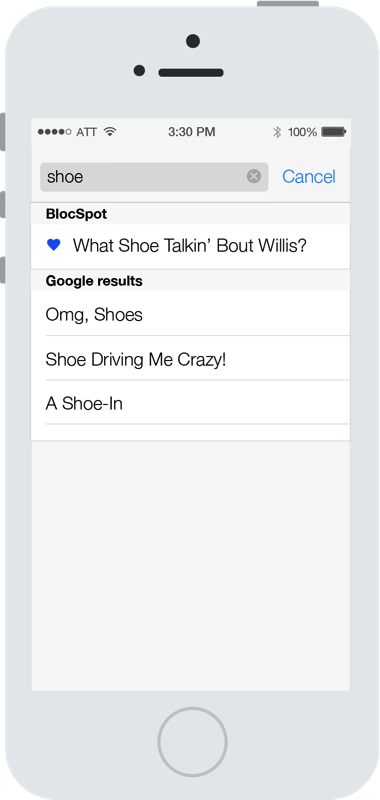 ATT 3:30 PM 100%
shoe Cancel
BlocSpot
What Shoe Talkin’ Bout Willis?
Google results
Omg, Shoes
Shoe Driving Me Crazy!
A Shoe-In